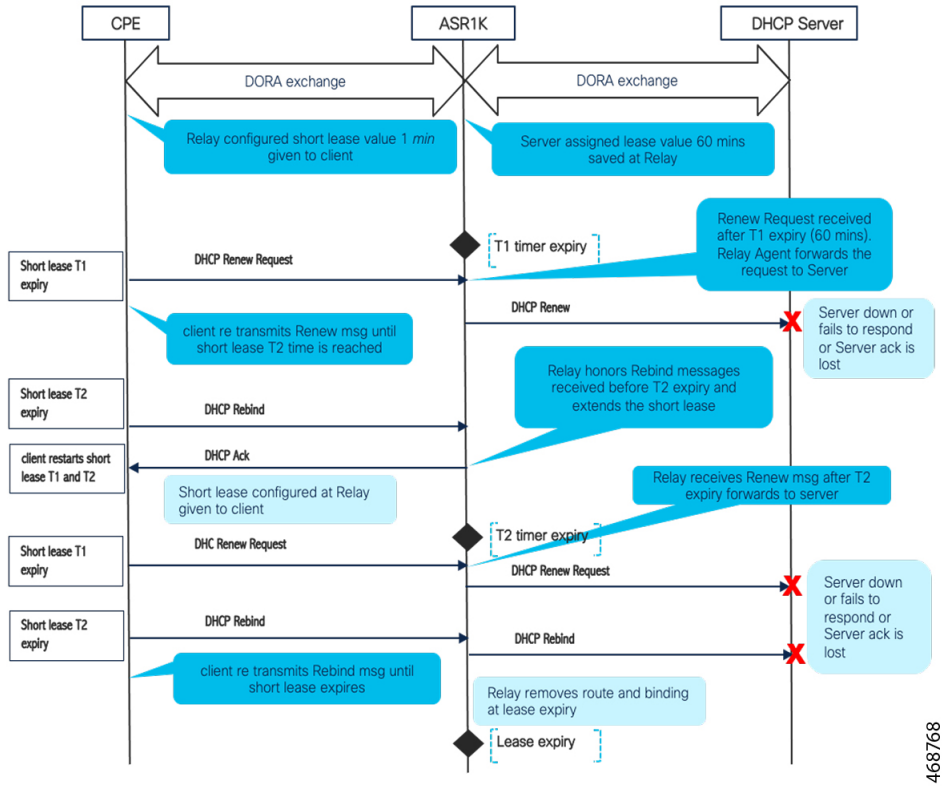 CPE
ASR1K
DHCP Server
DORA exchange
DORA exchange
Relay configured short lease value 1 min
given to client
Server assigned lease value 60 mins
saved at Relay
Renew Request received
after T1 expiry (60 mins).
Relay Agent forwards the
request to Server
T1 timer expiry
Short lease T1
expiry
DHCP Renew Request
DHCP Renew
X
Server down or
fails to respond
or Server ack is
lost
client re transmits Renew msg until
short lease T2 time is reached
Relay honors Rebind messages
received before T2 expiry and
extends the short lease
Short lease T2
expiry
DHCP Rebind
client restarts short
lease T1 and T2
DHCP Ack
Short lease configured at Relay
given to client
Relay receives Renew msg after T2
expiry forwards to server
T2 timer expiry
Short lease T1
expiry
DHC Renew Request
DHCP Renew Request
X
Server down
or fails to
respond or
Server ack is
lost
Short lease T2
expiry
DHCP Rebind
DHCP Rebind
X
client re transmits Rebind msg until
short lease expires
Relay removes route and binding
at lease expiry
Lease expiry
468768